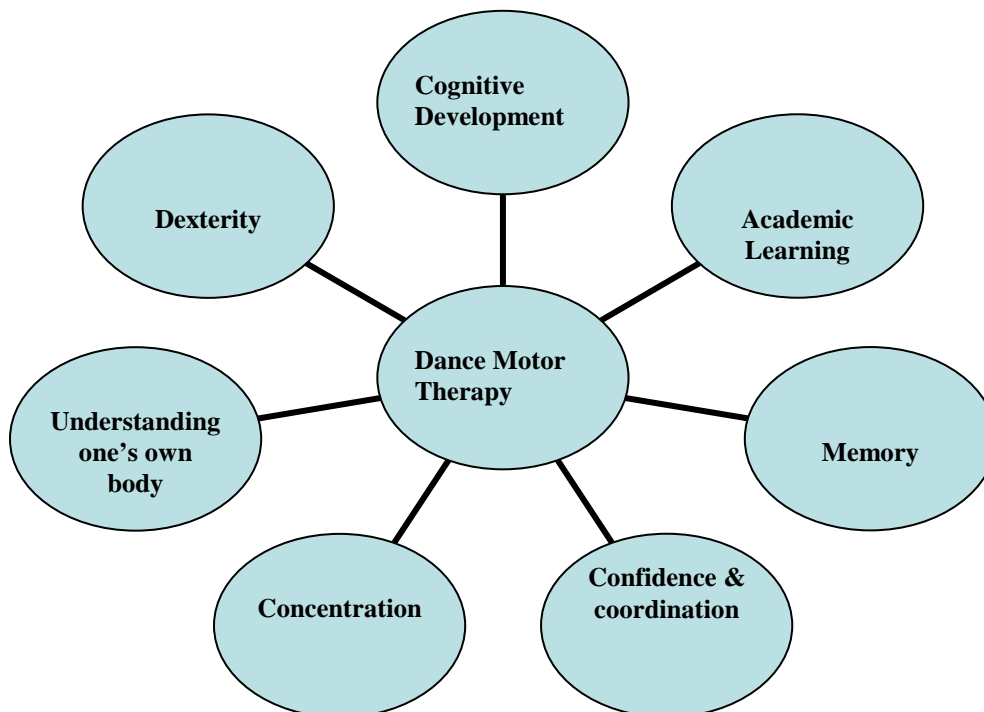 Cognitive
Development
Dexterity
Academic
Learning
Dance Motor
Therapy
Understanding
one’s own
body
Memory
Concentration
Confidence &
coordination